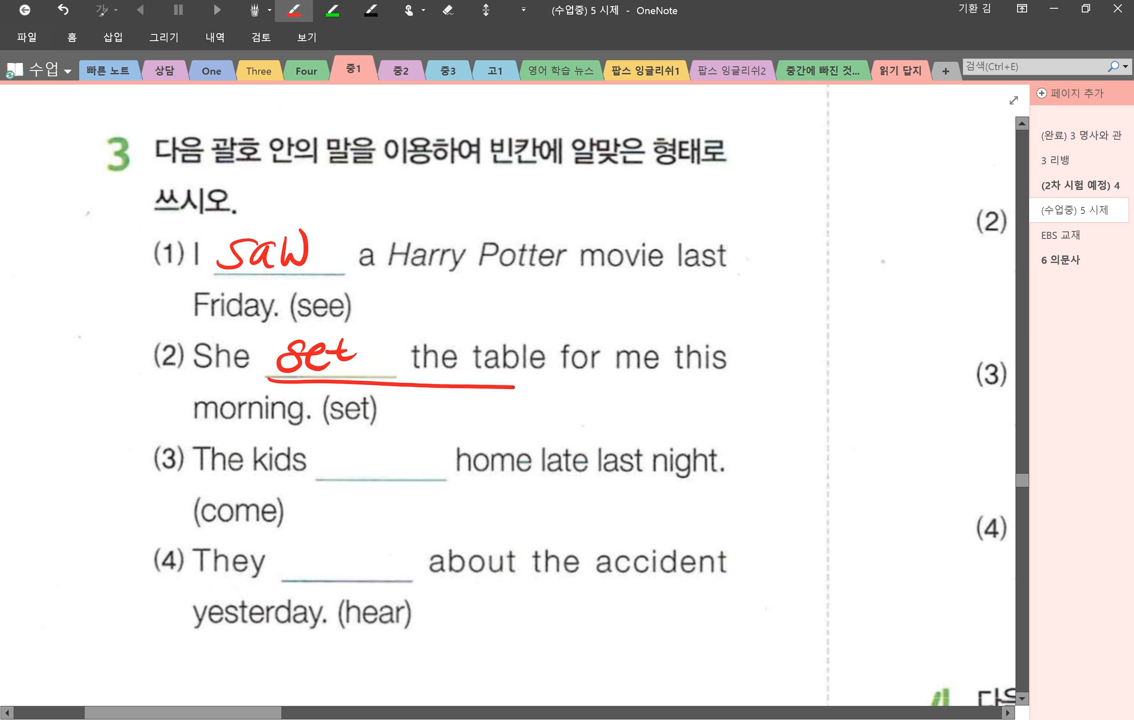 (수업중) 5 시제 - OneNote
기환 김
파일 홈 삽입 그리기 내역 검토 보기
수업 빠른 노트 상담 One Three Four 중1 중2 중3 고1 영어 학습 뉴스 팝스 잉글리쉬1 팝스 잉글리쉬2 중간에 빠진 것... 읽기 답지 + 검색(Ctrl+E)
페이지 추가
(완료) 3 명사와 관
3 리뱅
(2차 시험 예정) 4
(수업중) 5 시제
EBS 교재
6 의문사
3 다음 괄호 안의 말을 이용하여 빈칸에 알맞은 형태로
쓰시오.
(1) I saw a Harry Potter movie last
Friday. (see)
(2) She set the table for me this
morning. (set)
(3) The kids home late last night.
(come)
(4) They about the accident
yesterday. (hear)
(2)
(3)
(4)